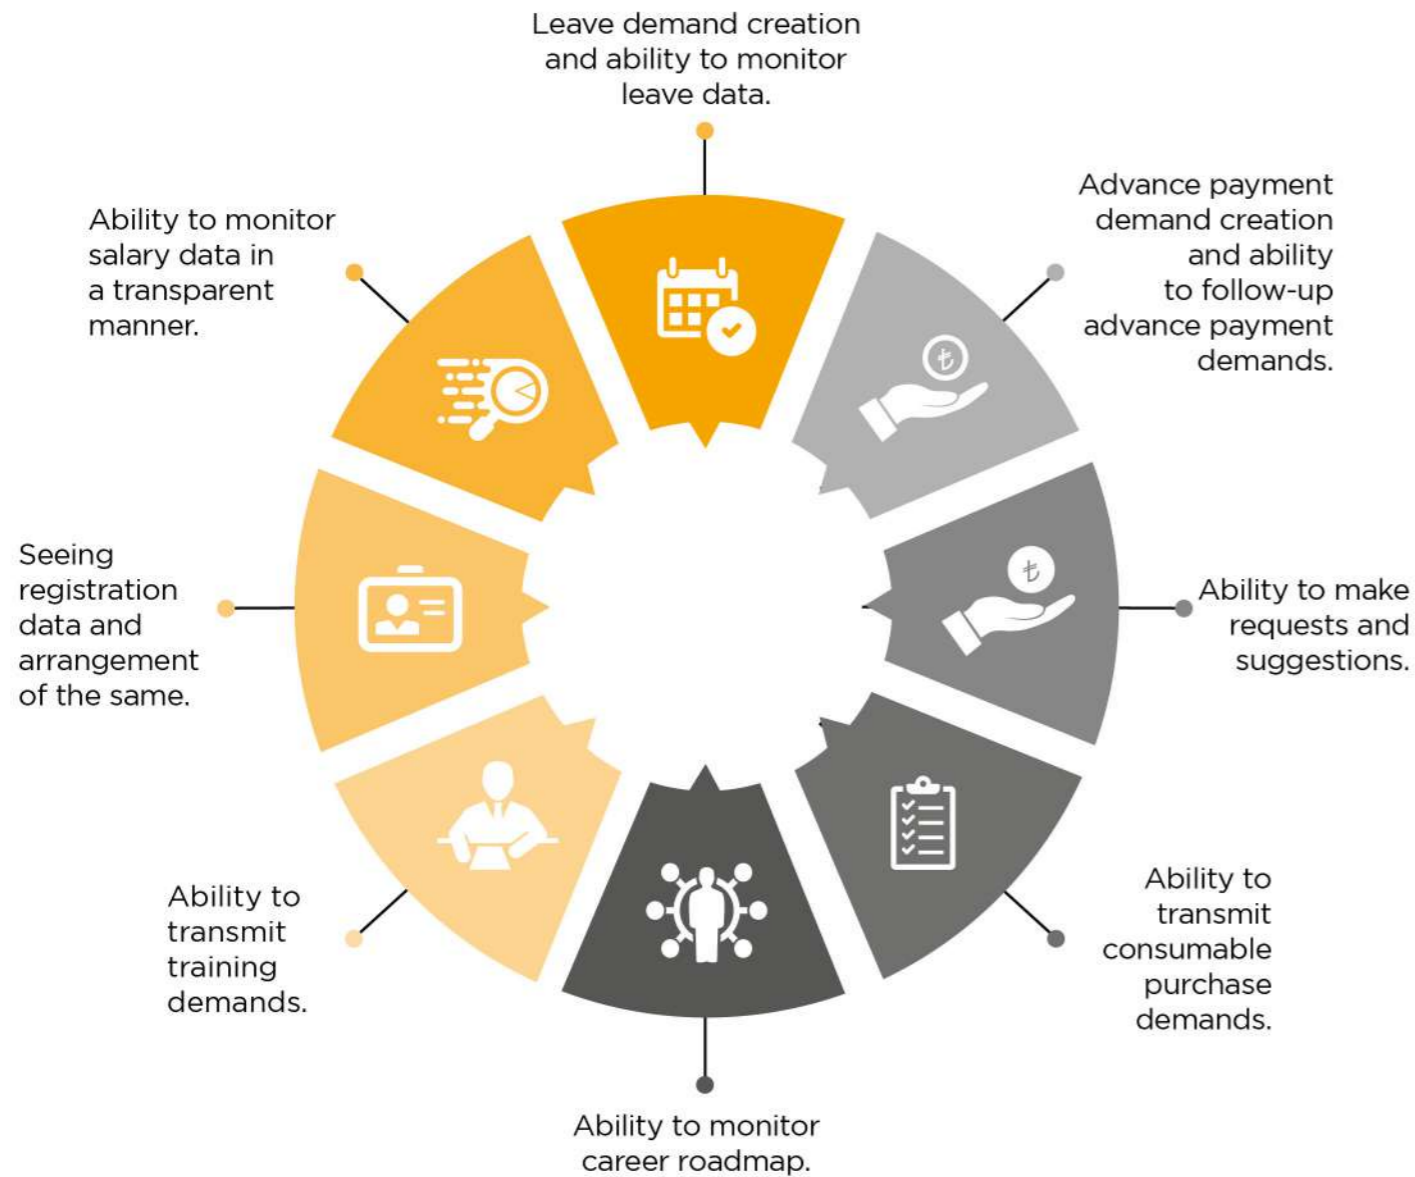 Leave demand creation
and ability to monitor
leave data.
Advance payment
demand creation
and ability
to follow-up
advance payment
demands.
Ability to make
requests and
suggestions.
Ability to
transmit
consumable
purchase
demands.
Ability to monitor
career roadmap.
Ability to
transmit
training
demands.
Seeing
registration
data and
arrangement
of the same.
Ability to monitor
salary data in
a transparent
manner.
₺
₺